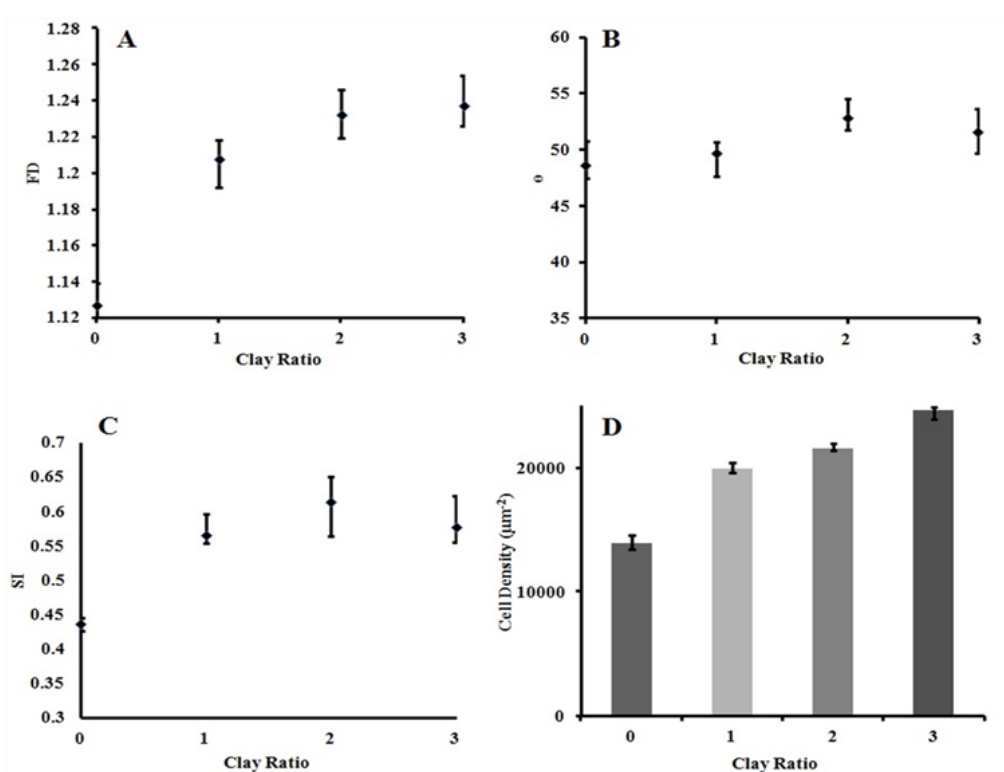 A
1.28
1.26
1.24
1.22
1.2
1.18
1.16
1.14
1.12
FD
0 1 2 3
Clay Ratio
B
60
55
50
45
40
35
θ
0 1 2 3
Clay Ratio
C
0.7
0.65
0.6
0.55
0.5
0.45
0.4
0.35
0.3
SI
0 1 2 3
Clay Ratio
D
20000
10000
0
Cell Density (µm⁻²)
0 1 2 3
Clay Ratio